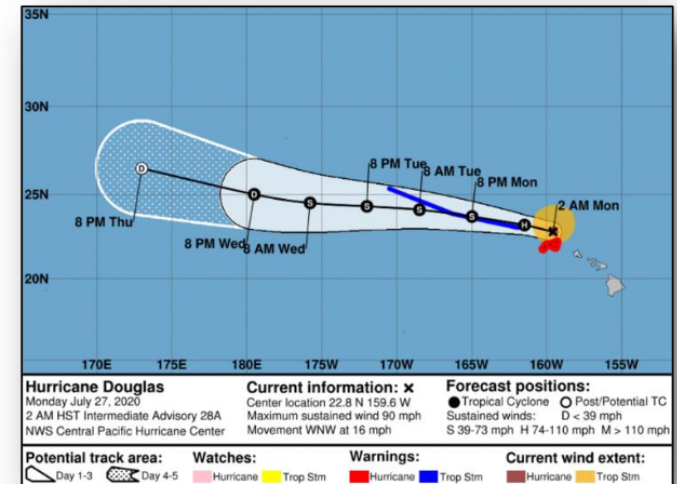 35N
30N
25N
20N
8 PM Tue
8 AM Tue
8 PM Mon
2 AM Mon
D
D
S
S
S
S
S
H
8 PM Thu
8 PM Wed
8 AM Wed
170E 175E 180E 175W 170W 165W 160W 155W
Hurricane Douglas
Monday July 27, 2020
2 AM HST Intermediate Advisory 28A
NWS Central Pacific Hurricane Center
Current information: x
Center location 22.8 N 159.6 W
Maximum sustained wind 90 mph
Movement WNW at 16 mph
Forecast positions:
Tropical Cyclone Post/Potential TC
Sustained winds: D < 39 mph
S 39-73 mph H 74-110 mph M > 110 mph
Potential track area:
Day 1-3 Day 4-5
Watches:
Hurricane Trop Stm
Warnings:
Hurricane Trop Stm
Current wind extent:
Hurricane Trop Stm